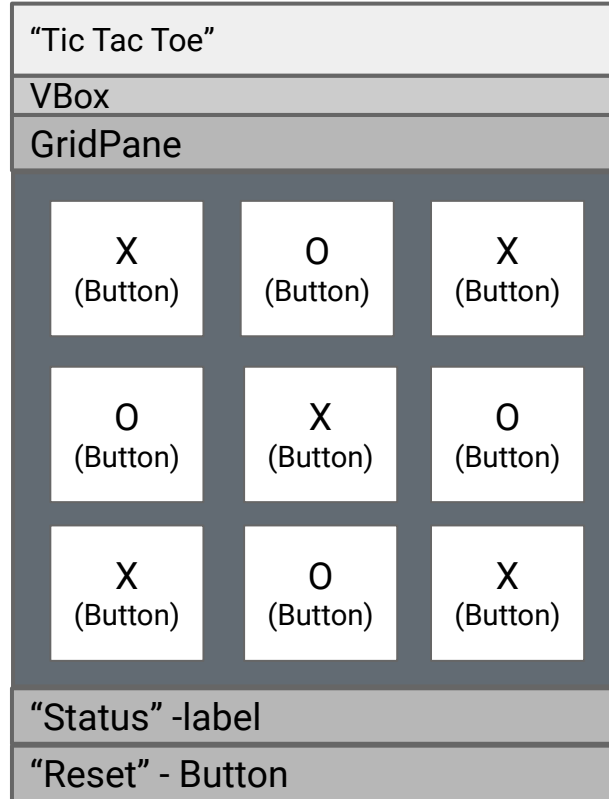 “Tic Tac Toe”
VBox
GridPane
X O X
(Button) (Button) (Button)
O X O
(Button) (Button) (Button)
X O X
(Button) (Button) (Button)
“Status” -label
“Reset” - Button